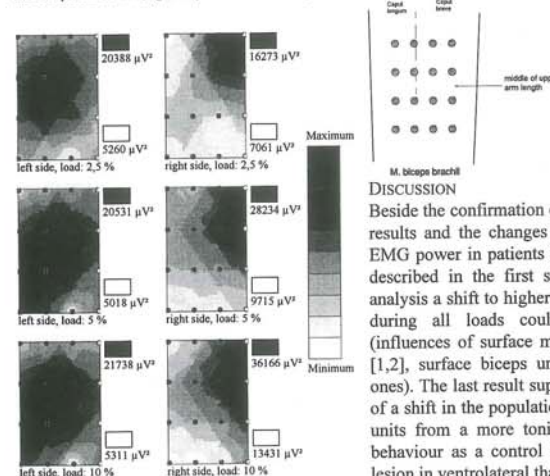 20388 µV²
5260 µV²
left side, load: 2,5 %
16273 µV²
7061 µV²
right side, load: 2,5 %
20531 µV²
5018 µV²
left side, load: 5 %
28234 µV²
9715 µV²
right side, load: 5 %
21738 µV²
5311 µV²
left side, load: 10 %
36166 µV²
13431 µV²
right side, load: 10 %
Maximum
Minimum
Caput
longum
Caput
breve
middle of upp
arm length
M. biceps brachii
DISCUSSION
Beside the confirmation
results and the changes
EMG power in patients
described in the first s
analysis a shift to higher
during all loads coul
(influences of surface m
[1,2], surface biceps un
ones). The last result sup
of a shift in the populatio
units from a more toni
behaviour as a control
lesion in ventrolateral tha